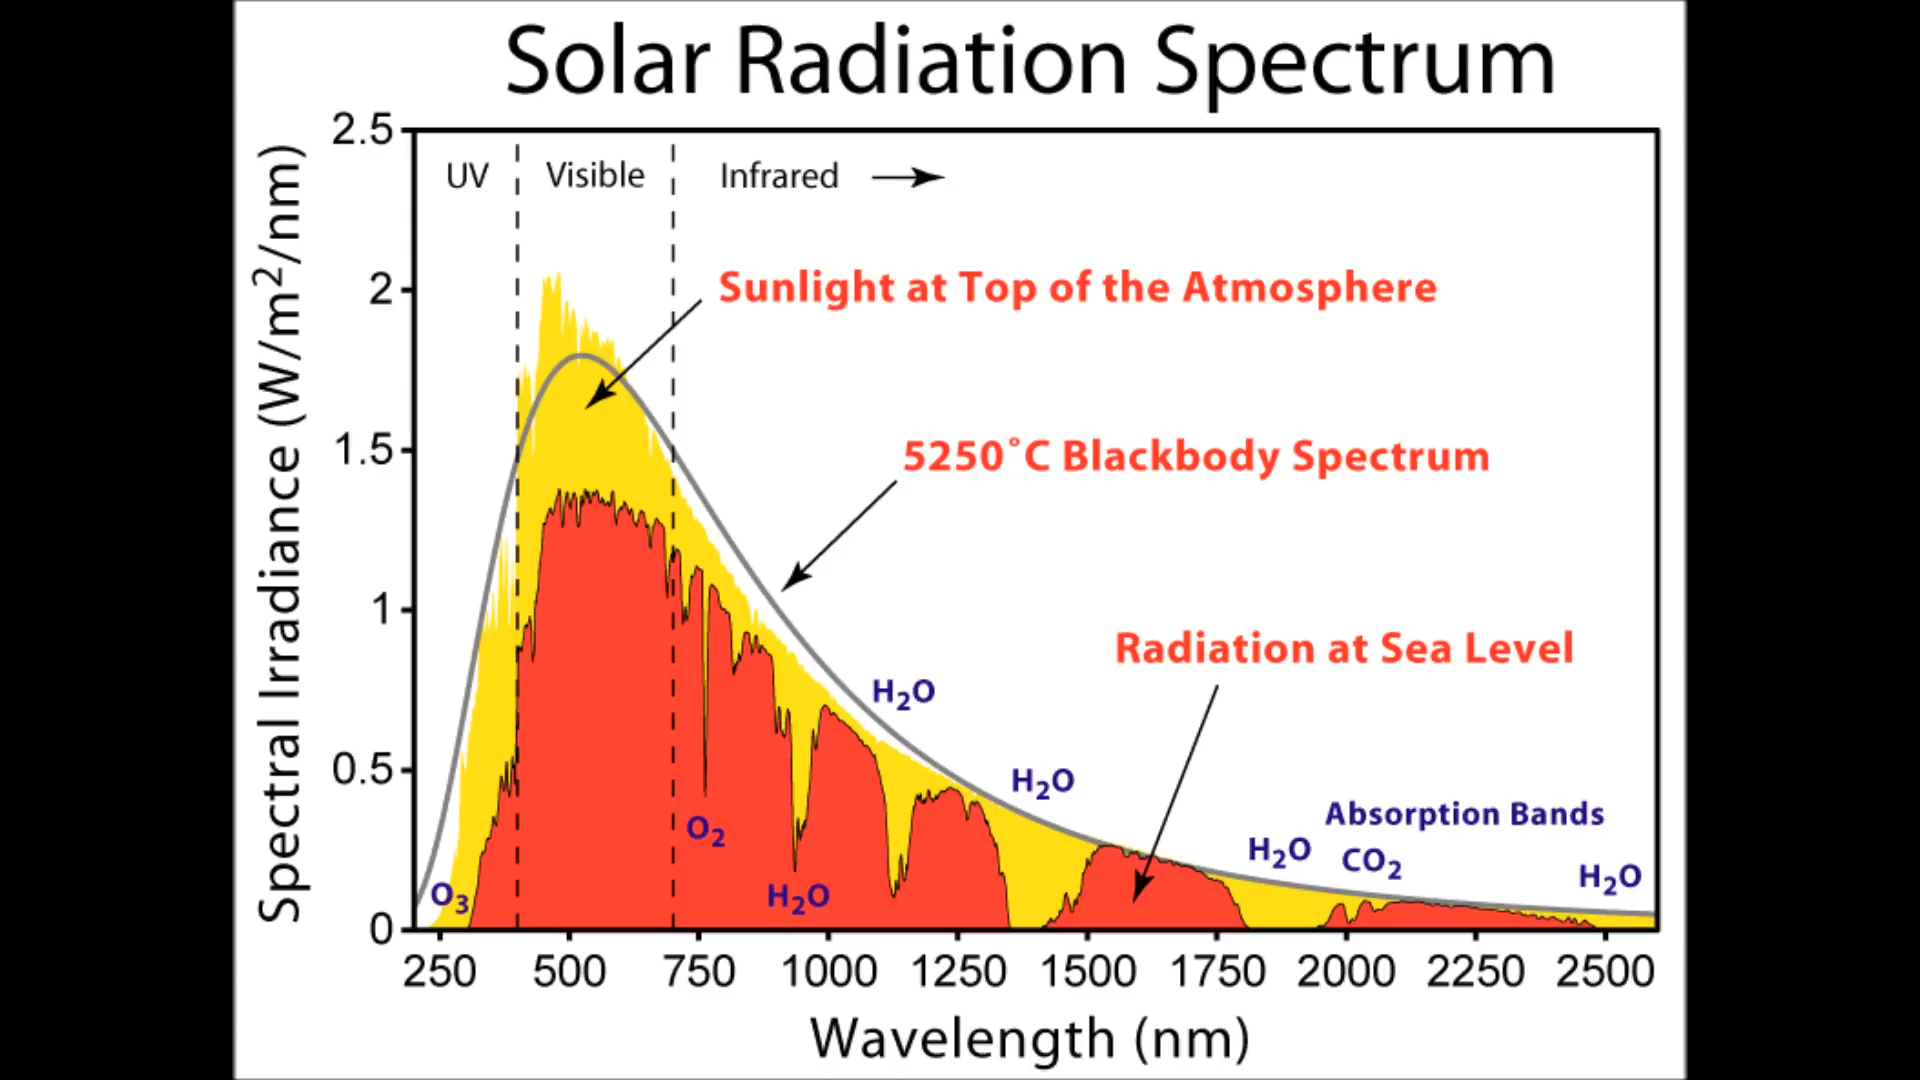 Solar Radiation Spectrum
2.5
UV
Visible
Infrared
2
Sunlight at Top of the Atmosphere
1.5
5250°C Blackbody Spectrum
1
Radiation at Sea Level
H2O
0.5
H2O
Absorption Bands
O2
H2O
CO2
H2O
O3
H2O
0
250 500 750 1000 1250 1500 1750 2000 2250 2500
Wavelength (nm)
Spectral Irradiance (W/m²/nm)